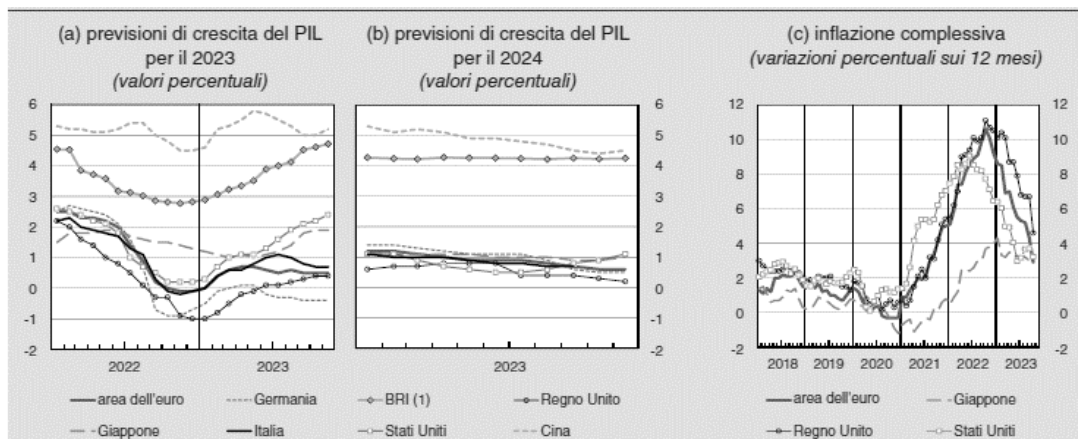 (a) previsioni di crescita del PIL
per il 2023
(valori percentuali)
(b) previsioni di crescita del PIL
per il 2024
(valori percentuali)
(c) inflazione complessiva
(variazioni percentuali sui 12 mesi)
6
5
4
3
2
1
0
-1
-2
2022
2023
6
5
4
3
2
1
0
-1
-2
2023
12
10
8
6
4
2
0
-2
12
10
8
6
4
2
0
-2
2018
2019
2020
2021
2022
2023
area dell'euro
Germania
BRI (1)
Regno Unito
Giappone
Italia
Stati Uniti
Cina
area dell'euro
Giappone
Regno Unito
Stati Uniti